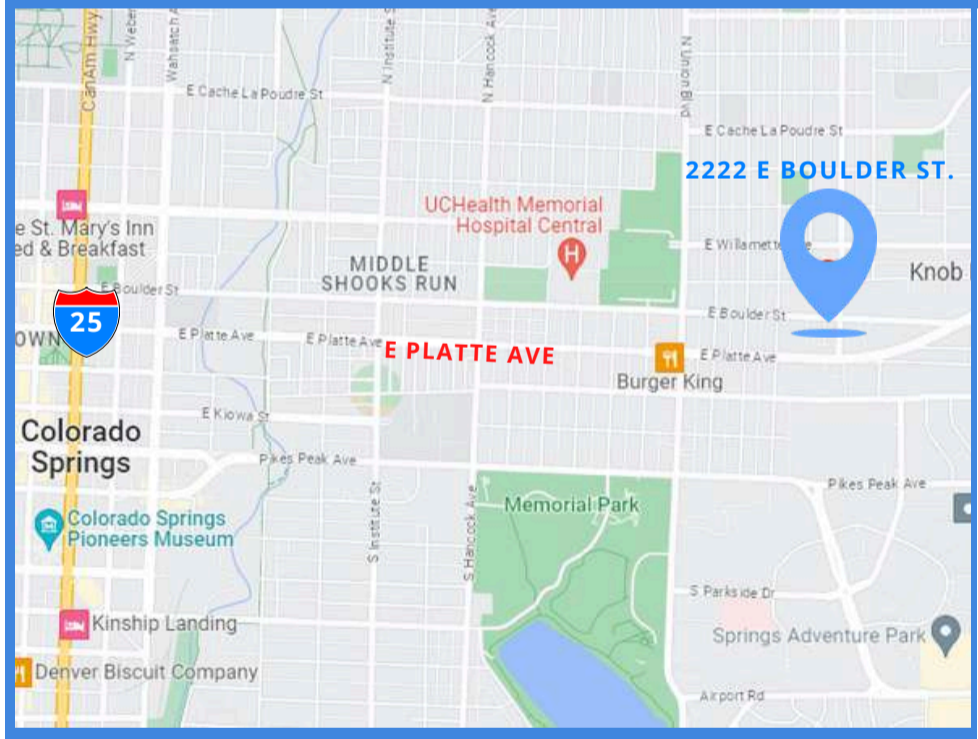 CanAm Hwy
N Weber
Wahsatch A
N Institute S
N Hancock Av
N Union Blvd
E Cache La Poudre St
E Cache La Poudre St
2222 E BOULDER ST.
UCHealth Memorial
Hospital Central
H
e St. Mary's Inn
ed & Breakfast
E Willamette
e
MIDDLE
SHOOKS RUN
Knob
E Boulder St
E Boulder St
25
OWN
E Platte Ave
E Platte Ave
E PLATTE AVE
E Platte Ave
Burger King
E Kiowa St
Colorado
Springs
Pikes Peak Ave
Pikes Peak Ave
Memorial Park
Colorado Springs
Pioneers Museum
S Institute St
S Hancock Ave
S Parkside Dr
Kinship Landing
Springs Adventure Park
Denver Biscuit Company
Airport Rd